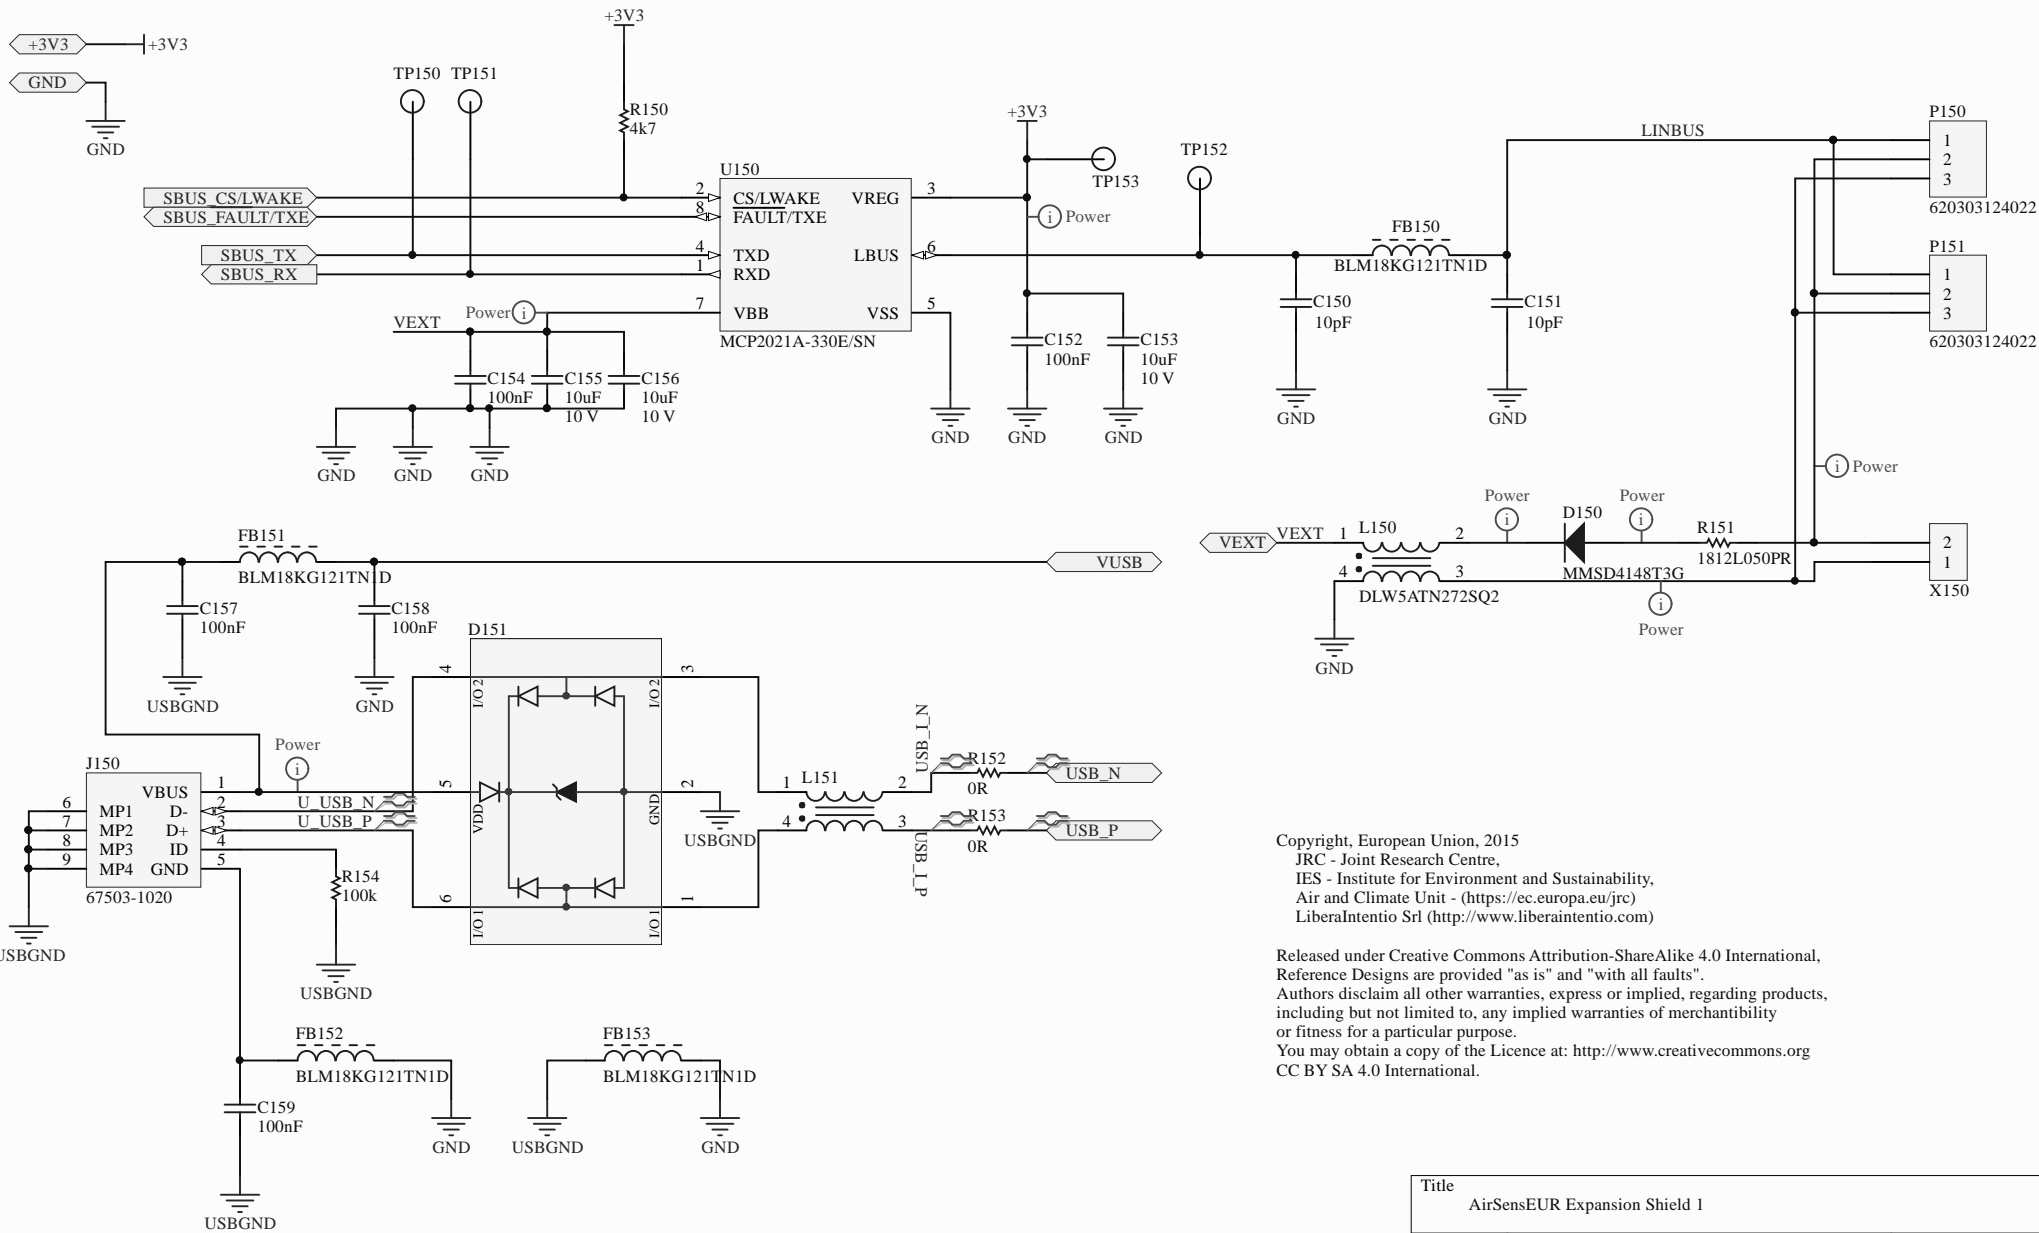 +3V3
+3V3
GND
GND
TP150
TP151
+3V3
R150
4k7
SBUS_CS/LWAKE
SBUS_FAULT/TXE
SBUS_TX
SBUS_RX
U150
2
8
4
1
7
CS/LWAKE
FAULT/TXE
TXD
RXD
VBB
VREG
LBUS
VSS
3
6
5
MCP2021A-330E/SN
VEXT
Power
i
C154
100nF
C155
10uF
10 V
C156
10uF
10 V
GND
GND
GND
GND
+3V3
TP153
i
Power
C152
100nF
GND
C153
10uF
10 V
GND
TP152
C150
10pF
GND
FB150
BLM18KG121TN1D
C151
10pF
GND
LINBUS
P150
1
2
3
620303124022
P151
1
2
3
620303124022
i
Power
VEXT
VEXT
L150
1
2
4
3
DLW5ATN272SQ2
GND
Power
i
D150
MMSD4148T3G
Power
i
R151
1812L050PR
i
Power
2
1
X150
FB151
BLM18KG121TN1D
VUSB
C157
100nF
USBGND
C158
100nF
GND
J150
VBUS
D-
D+
ID
GND
MP1
MP2
MP3
MP4
1
2
3
4
5
6
7
8
9
67503-1020
USBGND
Power
i
U_USB_N
U_USB_P
R154
100k
USBGND
D151
4
I/O 2
I/O 2
3
5
VDD
GND
2
6
I/O 1
I/O 1
1
USBGND
L151
1
2
4
3
USB_I_N
USB_I_P
R152
0R
R153
0R
USB_N
USB_P
FB152
BLM18KG121TN1D
GND
C159
100nF
USBGND
FB153
BLM18KG121TN1D
USBGND
GND
Copyright, European Union, 2015
JRC - Joint Research Centre,
IES - Institute for Environment and Sustainability,
Air and Climate Unit - (https://ec.europa.eu/jrc)
LiberaIntentio Srl (http://www.liberaintentio.com)
Released under Creative Commons Attribution-ShareAlike 4.0 International,
Reference Designs are provided "as is" and "with all faults".
Authors disclaim all other warranties, express or implied, regarding products,
including but not limited to, any implied warranties of merchantibility
or fitness for a particular purpose.
You may obtain a copy of the Licence at: http://www.creativecommons.org
CC BY SA 4.0 International.
Title
AirSensEUR Expansion Shield 1